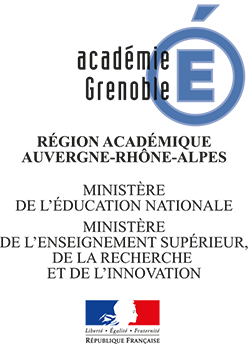 académie
Grenoble
É
RÉGION ACADÉMIQUE
AUVERGNE-RHÔNE-ALPES
MINISTÈRE
DE L'ÉDUCATION NATIONALE
MINISTÈRE
DE L'ENSEIGNEMENT SUPÉRIEUR,
DE LA RECHERCHE
ET DE L'INNOVATION
Liberté • Égalité • Fraternité
RÉPUBLIQUE FRANÇAISE